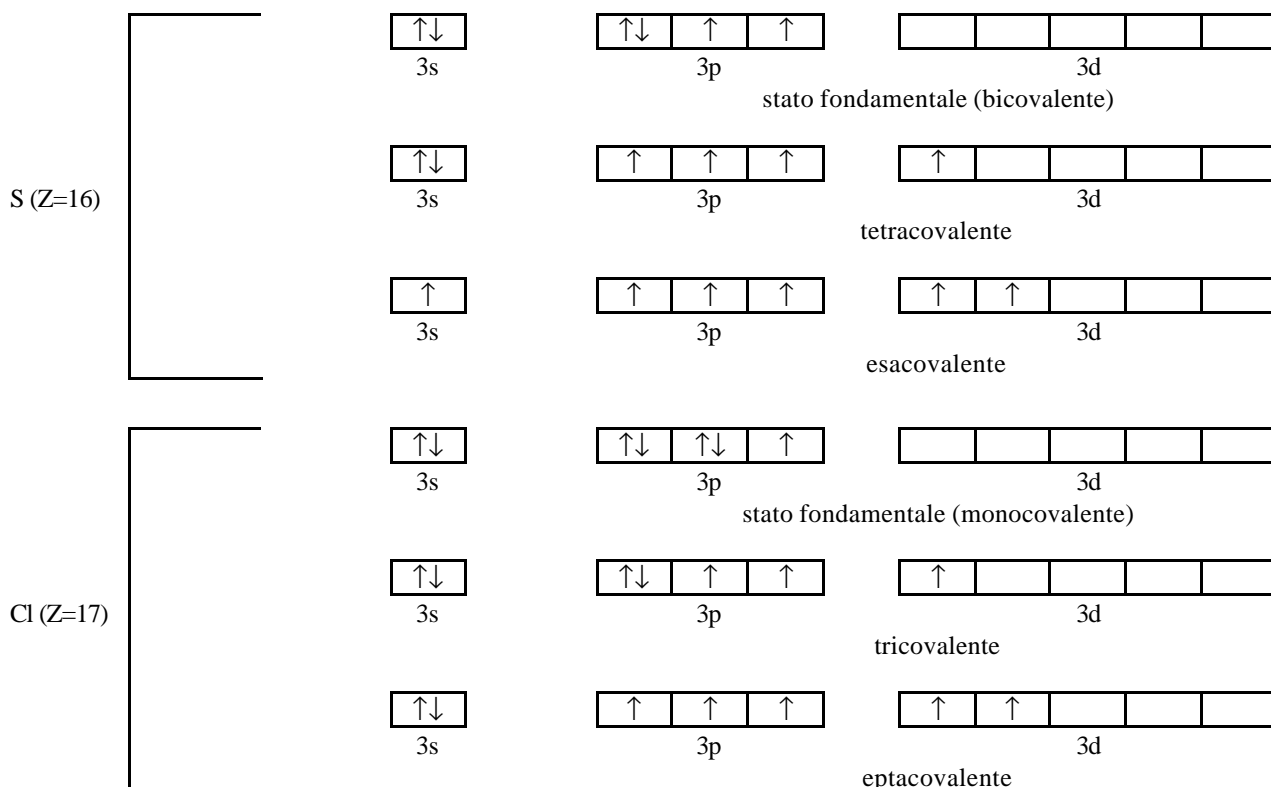 ↑↓ ↑↓ ↑ ↑
3s 3p 3d
stato fondamentale (bicovalente)
↑↓ ↑ ↑ ↑ ↑
3s 3p 3d
S (Z=16)
tetracovalente
↑ ↑ ↑ ↑ ↑ ↑
3s 3p 3d
esacovalente
↑↓ ↑↓ ↑↓ ↑
3s 3p 3d
stato fondamentale (monocovalente)
↑↓ ↑↓ ↑ ↑ ↑
3s 3p 3d
Cl (Z=17)
tricovalente
↑↓ ↑ ↑ ↑ ↑ ↑
3s 3p 3d
eptacovalente